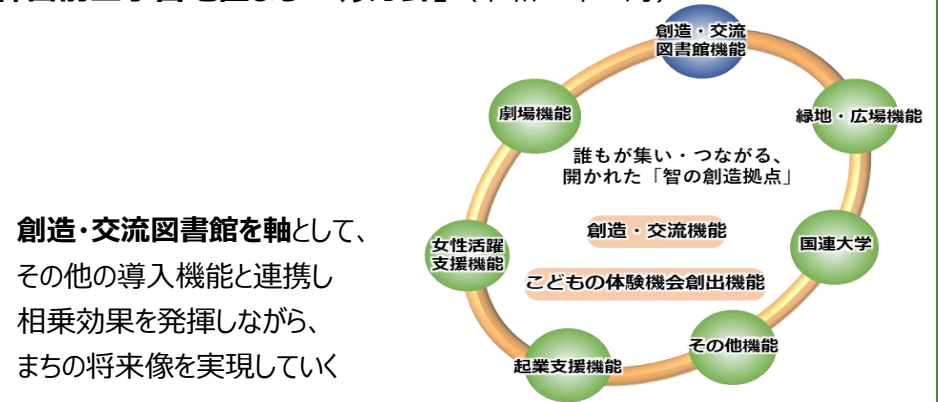 創造・交流
図書館機能
劇場機能
緑地・広場機能
誰もが集い・つながる、
開かれた「智の創造拠点」
創造・交流機能
こどもの体験機会創出機能
女性活躍
支援機能
国連大学
起業支援機能
その他機能
創造・交流図書館を軸として、
その他の導入機能と連携し
相乗効果を発揮しながら、
まちの将来像を実現していく